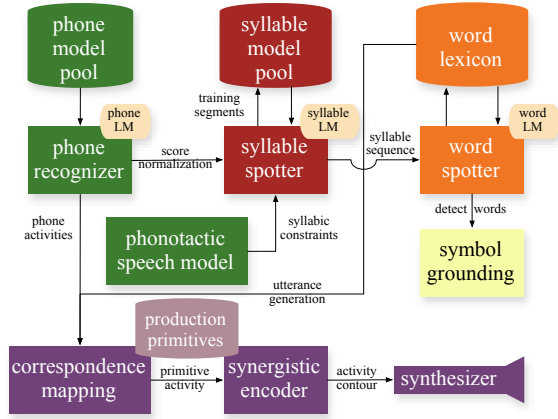 phone
model
pool
syllable
model
pool
word
lexicon
training
segments
phone
LM
syllable
LM
word
LM
phone
recognizer
score
normalization
syllable
spotter
syllable
sequence
word
spotter
phone
activities
phonotactic
speech model
syllabic
constraints
detect words
symbol
grounding
utterance
generation
production
primitives
correspondence
mapping
primitive
activity
synergistic
encoder
activity
contour
synthesizer